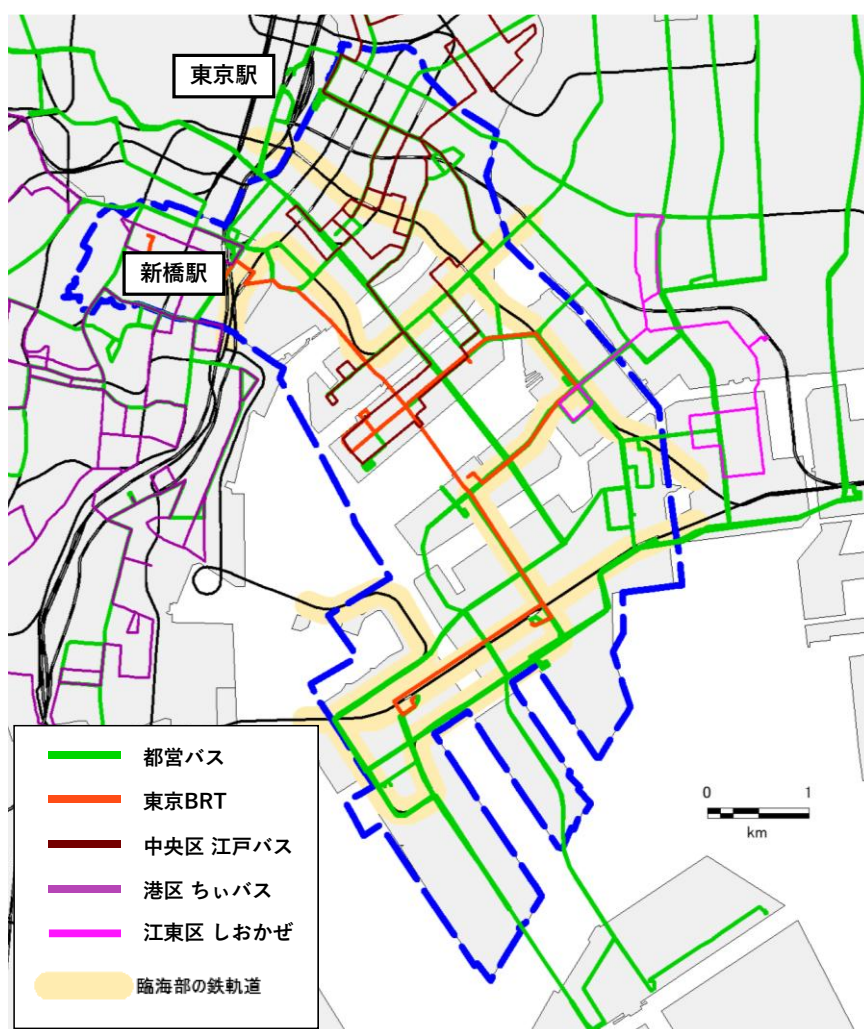 東京駅
新橋駅
都営バス
東京BRT
中央区 江戸バス
港区 ちぃバス
江東区 しおかぜ
臨海部の鉄軌道
0 1
km